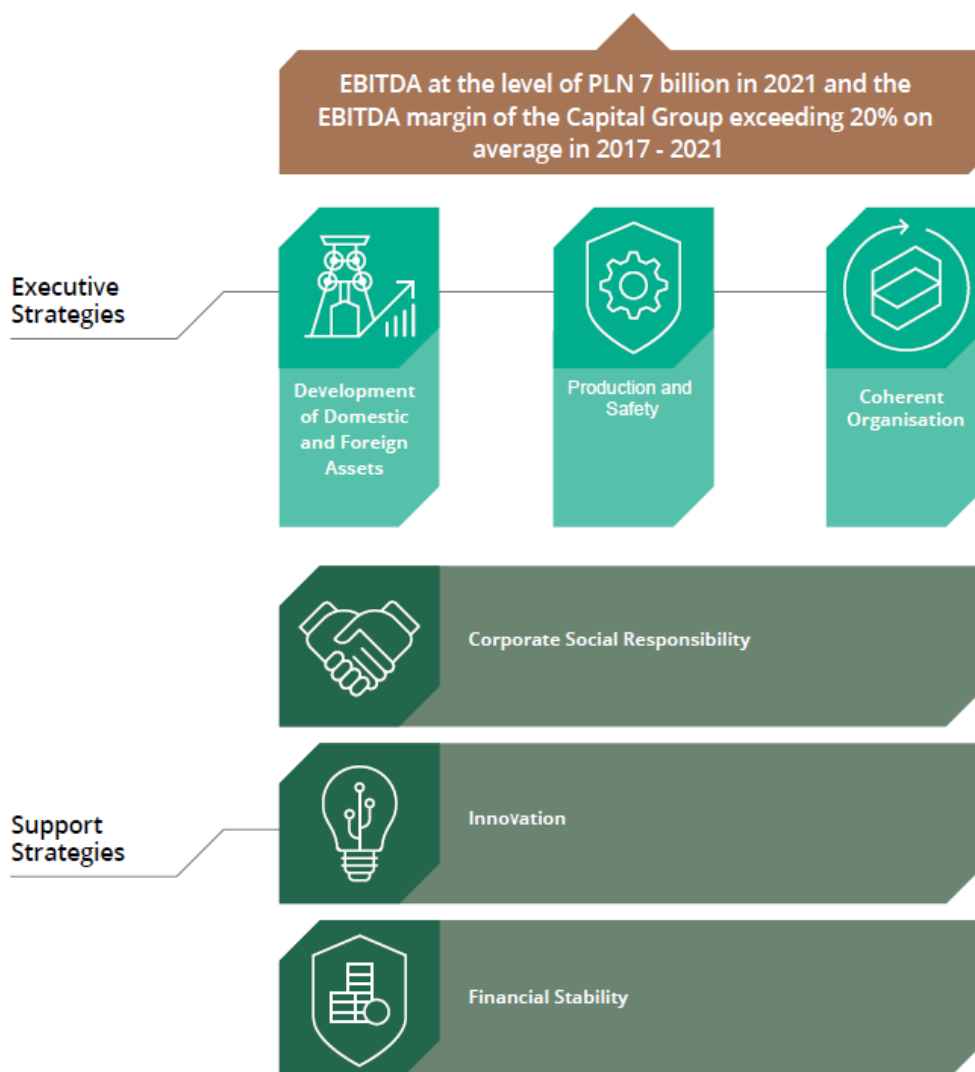 EBITDA at the level of PLN 7 billion in 2021 and the
EBITDA margin of the Capital Group exceeding 20% on
average in 2017 - 2021
Executive
Strategies
Development
of Domestic
and Foreign
Assets
Production and
Safety
Coherent
Organisation
Corporate Social Responsibility
Support
Strategies
Innovation
Financial Stability